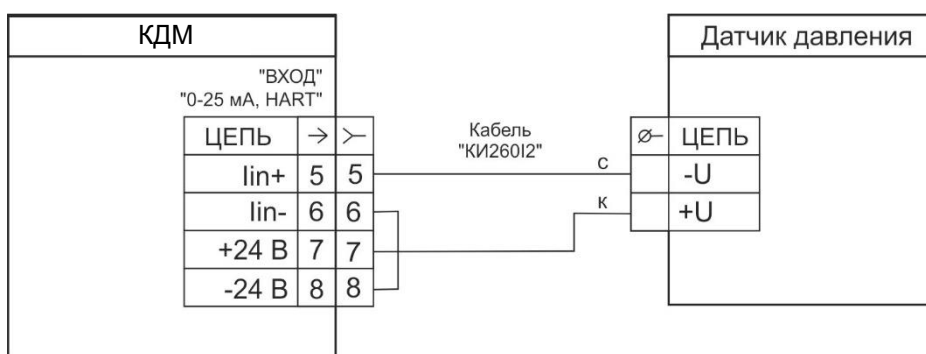 КДМ
Датчик давления
"ВХОД"
"0-25 мА, HART"
ЦЕПЬ
Iin+ 5 5
Iin- 6 6
+24 В 7 7
-24 В 8 8
Кабель
"КИ260I2"
с
к
ЦЕПЬ
-U
+U